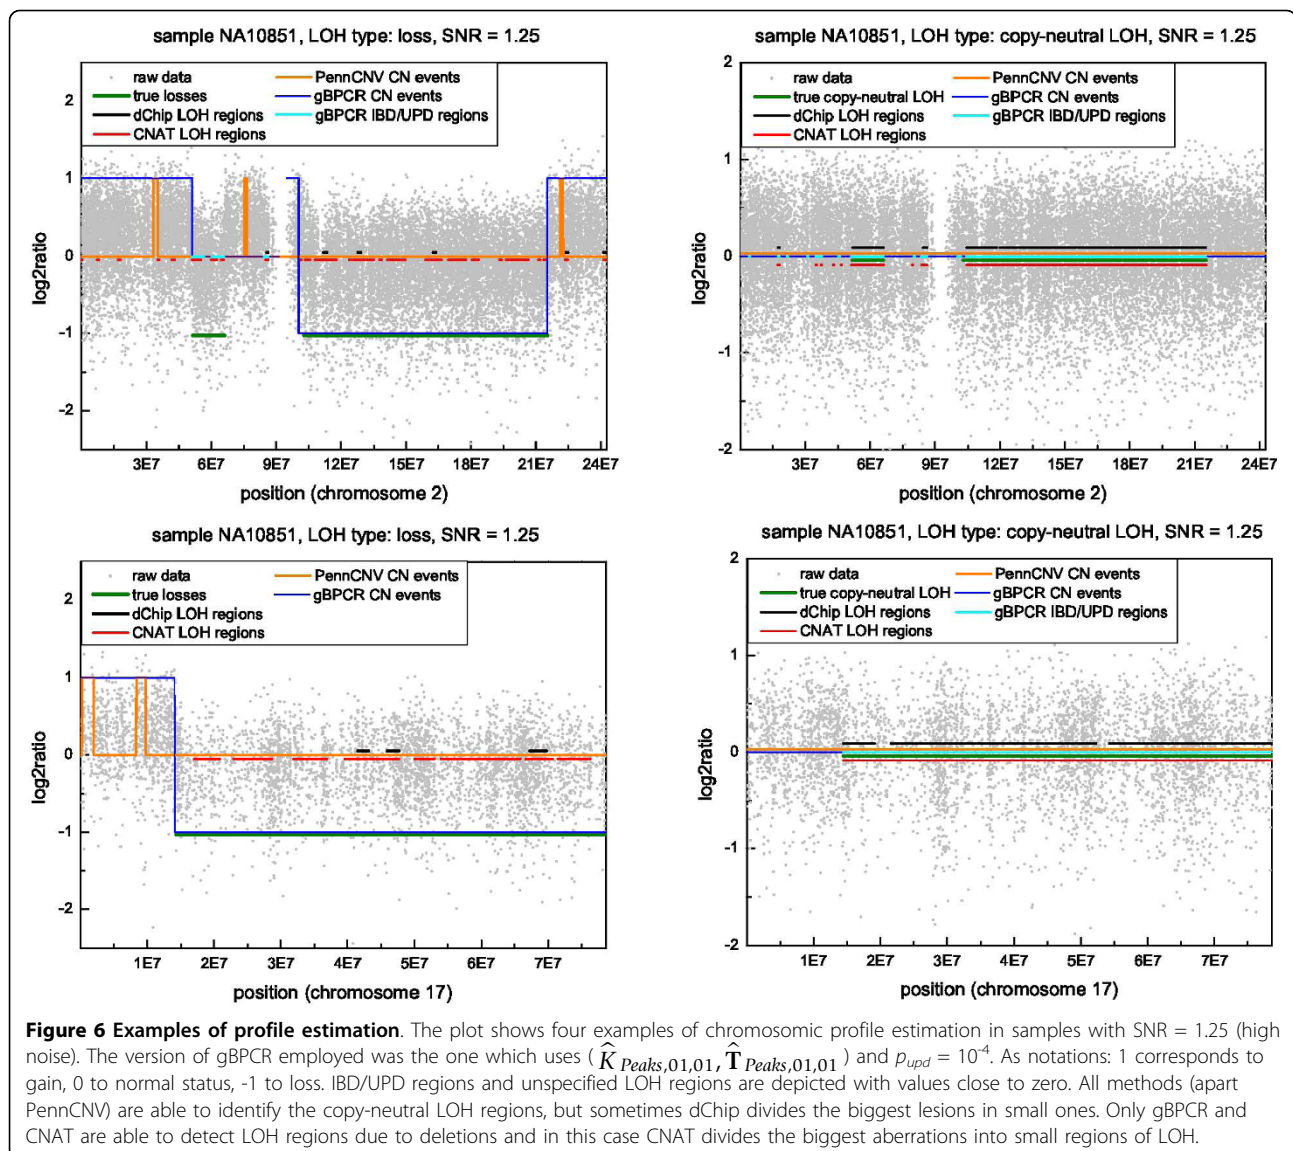 sample NA10851, LOH type: loss, SNR = 1.25
raw data
true losses
dChip LOH regions
CNAT LOH regions
PennCNV CN events
gBPCR CN events
gBPCR IBD/UPD regions
2
1
0
-1
-2
log2ratio
3E7 6E7 9E7 12E7 15E7 18E7 21E7 24E7
position (chromosome 2)
sample NA10851, LOH type: copy-neutral LOH, SNR = 1.25
raw data
true copy-neutral LOH
dChip LOH regions
CNAT LOH regions
PennCNV CN events
gBPCR CN events
gBPCR IBD/UPD regions
2
1
0
-1
-2
log2ratio
3E7 6E7 9E7 12E7 15E7 18E7 21E7 24E7
position (chromosome 2)
sample NA10851, LOH type: loss, SNR = 1.25
raw data
true losses
dChip LOH regions
CNAT LOH regions
PennCNV CN events
gBPCR CN events
2
1
0
-1
-2
log2ratio
1E7 2E7 3E7 4E7 5E7 6E7 7E7
position (chromosome 17)
sample NA10851, LOH type: copy-neutral LOH, SNR = 1.25
raw data
true copy-neutral LOH
dChip LOH regions
CNAT LOH regions
PennCNV CN events
gBPCR CN events
gBPCR IBD/UPD regions
2
1
0
-1
-2
log2ratio
1E7 2E7 3E7 4E7 5E7 6E7 7E7
position (chromosome 17)
Figure 6 Examples of profile estimation. The plot shows four examples of chromosomic profile estimation in samples with SNR = 1.25 (high
noise). The version of gBPCR employed was the one which uses ( K̂ Peaks,01,01, T̂ Peaks,01,01 ) and p_upd = 10⁻⁴. As notations: 1 corresponds to
gain, 0 to normal status, -1 to loss. IBD/UPD regions and unspecified LOH regions are depicted with values close to zero. All methods (apart
PennCNV) are able to identify the copy-neutral LOH regions, but sometimes dChip divides the biggest lesions in small ones. Only gBPCR and
CNAT are able to detect LOH regions due to deletions and in this case CNAT divides the biggest aberrations into small regions of LOH.